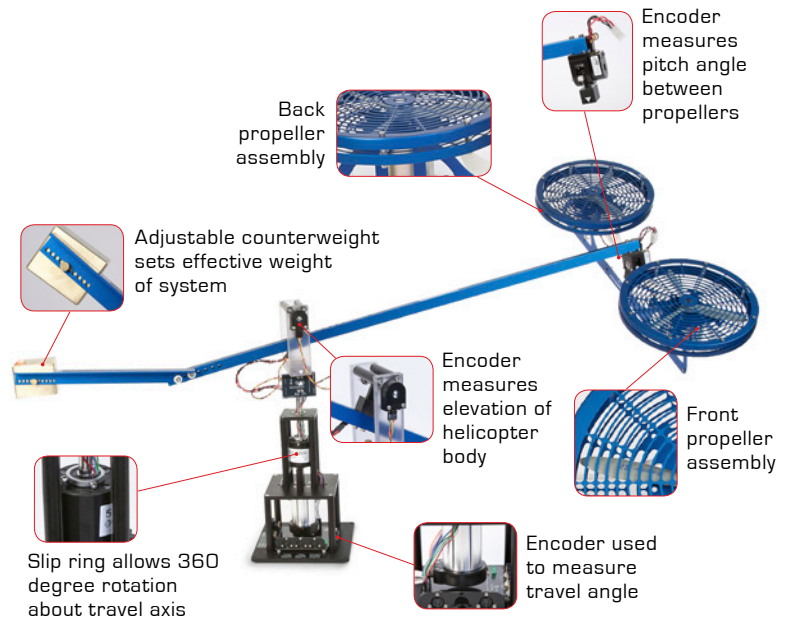 Encoder
measures
pitch angle
between
propellers
Back
propeller
assembly
Adjustable counterweight
sets effective weight
of system
Encoder
measures
elevation of
helicopter
body
Front
propeller
assembly
Slip ring allows 360
degree rotation
about travel axis
Encoder used
to measure
travel angle